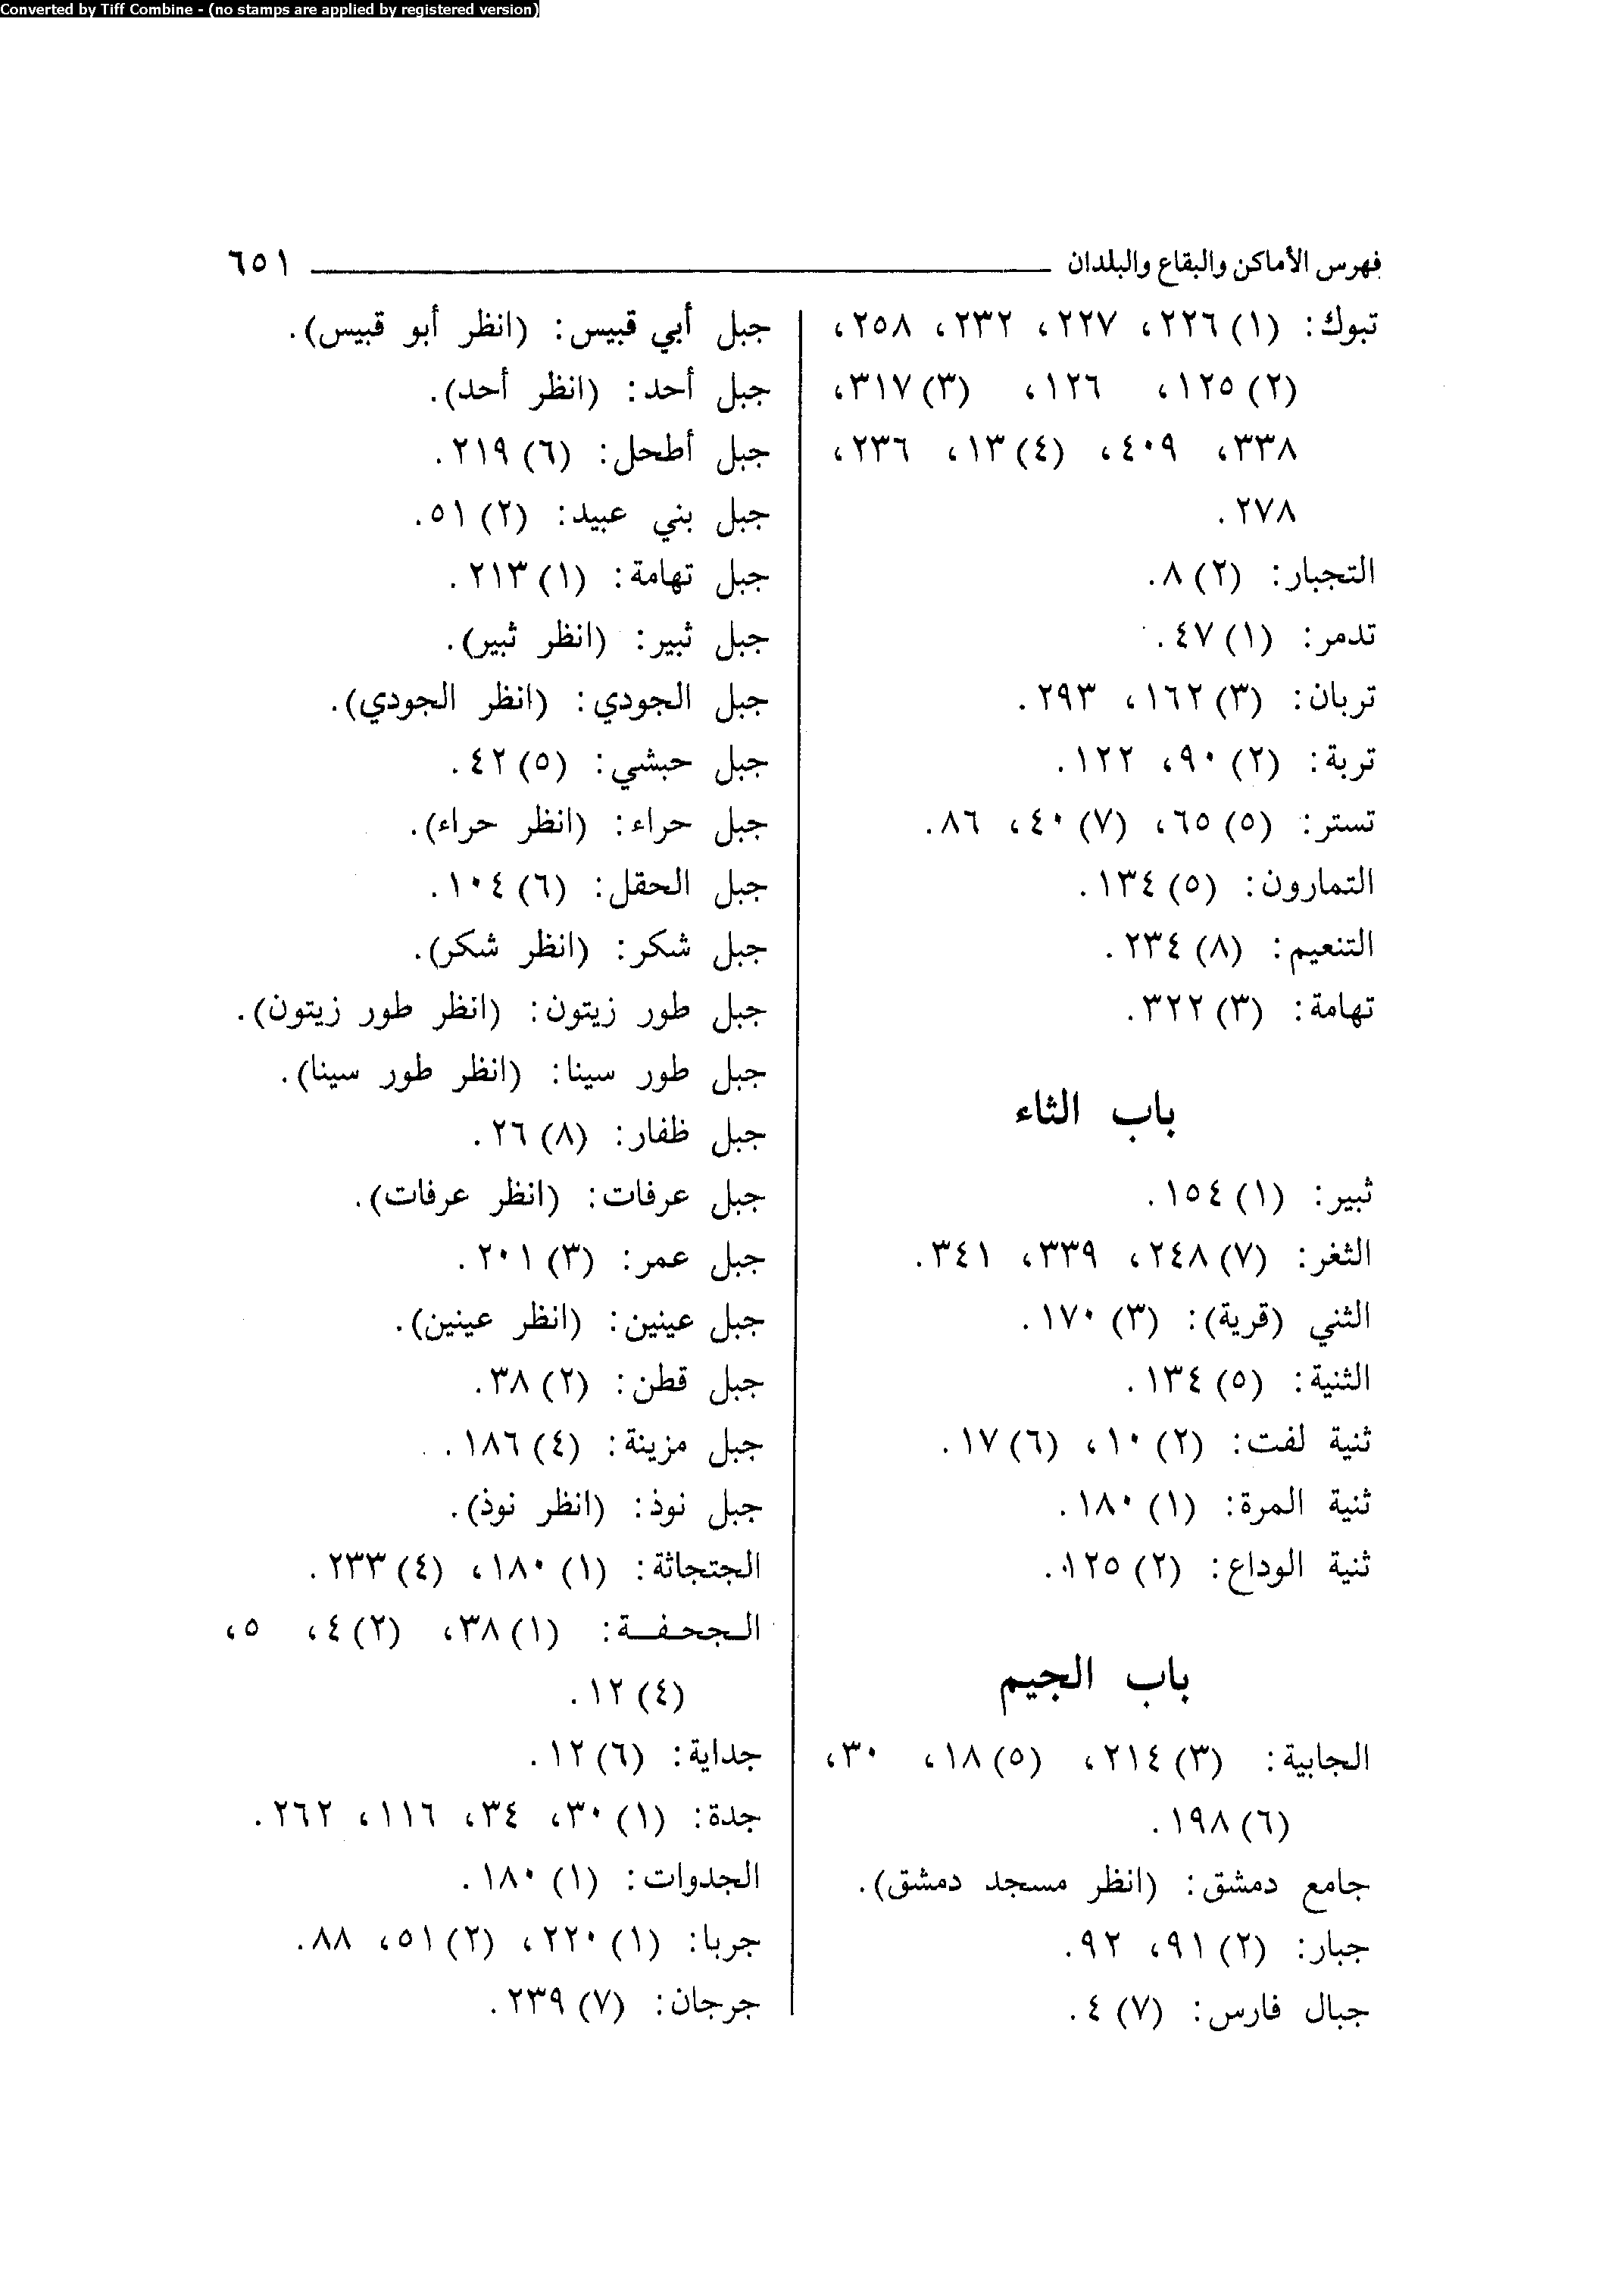 Converted by Tiff Combine - (no stamps are applied by registered version)
فهرس الأماكن والبقاع والبلدان ٦٥١
تبوك: (١) ٢٢٦، ٢٢٧، ٢٣٢، ٢٥٨،
(٢) ١٢٥، ١٢٦، (٣) ٣١٧،
٣٣٨، ٤٠٩، (٤) ١٣، ٢٣٦،
٢٧٨.
التجبار: (٢) ٨.
تدمر: (١) ٤٧.
تربان: (٣) ١٦٢، ٢٩٣.
تربة: (٢) ٩٠، ١٢٢.
تستر: (٥) ٦٥، (٧) ٤٠، ٨٦.
التمارون: (٥) ١٣٤.
التنعيم: (٨) ٢٣٤.
تهامة: (٣) ٣٢٢.
باب الثاء
ثبير: (١) ١٥٤.
الثغر: (٧) ٢٤٨، ٣٣٩، ٣٤١.
الثني (قرية): (٣) ١٧٠.
الثنية: (٥) ١٣٤.
ثنية لفت: (٢) ١٠، (٦) ١٧.
ثنية المرة: (١) ١٨٠.
ثنية الوداع: (٢) ١٢٥.
باب الجيم
الجابية: (٣) ٢١٤، (٥) ١٨، ٣٠،
(٦) ١٩٨.
جامع دمشق: (انظر مسجد دمشق).
جبار: (٢) ٩١، ٩٢.
جبال فارس: (٧) ٤.
جبل أبي قبيس: (انظر أبو قبيس).
جبل أحد: (انظر أحد).
جبل أطحل: (٦) ٢١٩.
جبل بني عبيد: (٢) ٥١.
جبل تهامة: (١) ٢١٣.
جبل ثبير: (انظر ثبير).
جبل الجودي: (انظر الجودي).
جبل حبشي: (٥) ٤٢.
جبل حراء: (انظر حراء).
جبل الحقل: (٦) ١٠٤.
جبل شكر: (انظر شكر).
جبل طور زيتون: (انظر طور زيتون).
جبل طور سينا: (انظر طور سينا).
جبل ظفار: (٨) ٢٦.
جبل عرفات: (انظر عرفات).
جبل عمر: (٣) ٢٠١.
جبل عينين: (انظر عينين).
جبل قطن: (٢) ٣٨.
جبل مزينة: (٤) ١٨٦.
جبل نوذ: (انظر نوذ).
الجتجاثة: (١) ١٨٠، (٤) ٢٣٣.
الجحفة: (١) ٣٨، (٢) ٤، ٥،
(٤) ١٢.
جداية: (٦) ١٢.
جدة: (١) ٣٠، ٣٤، ١١٦، ٢٦٢.
الجدوات: (١) ١٨٠.
جربا: (١) ٢٢٠، (٢) ٥١، ٨٨.
جرجان: (٧) ٢٣٩.